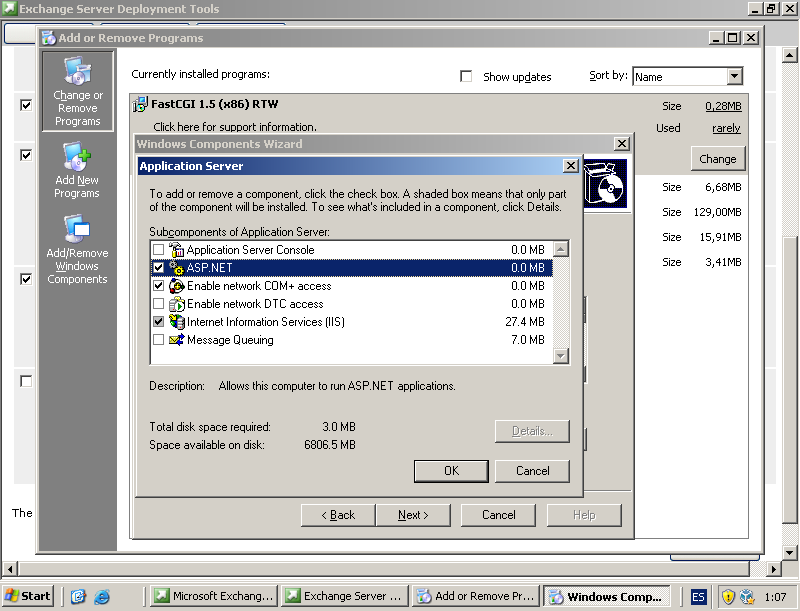 Exchange Server Deployment Tools
Add or Remove Programs
Change or
Remove
Programs
Add New
Programs
Add/Remove
Windows
Components
Currently installed programs:
Show updates
Sort by:
Name
FastCGI 1.5 (x86) RTW
Size
0,28MB
Click here for support information.
Used
rarely
Change
Size
6,68MB
Size
129,00MB
Size
15,91MB
Size
3,41MB
Windows Components Wizard
Application Server
To add or remove a component, click the check box. A shaded box means that only part
of the component will be installed. To see what's included in a component, click Details.
Subcomponents of Application Server:
Application Server Console
0.0 MB
ASP.NET
0.0 MB
Enable network COM+ access
0.0 MB
Enable network DTC access
0.0 MB
Internet Information Services (IIS)
27.4 MB
Message Queuing
7.0 MB
Description: Allows this computer to run ASP.NET applications.
Total disk space required:
3.0 MB
Space available on disk:
6806.5 MB
Details...
OK
Cancel
< Back
Next >
Cancel
Help
The
Start
Microsoft Exchang...
Exchange Server ...
Add or Remove Pr...
Windows Comp...
ES
1:07